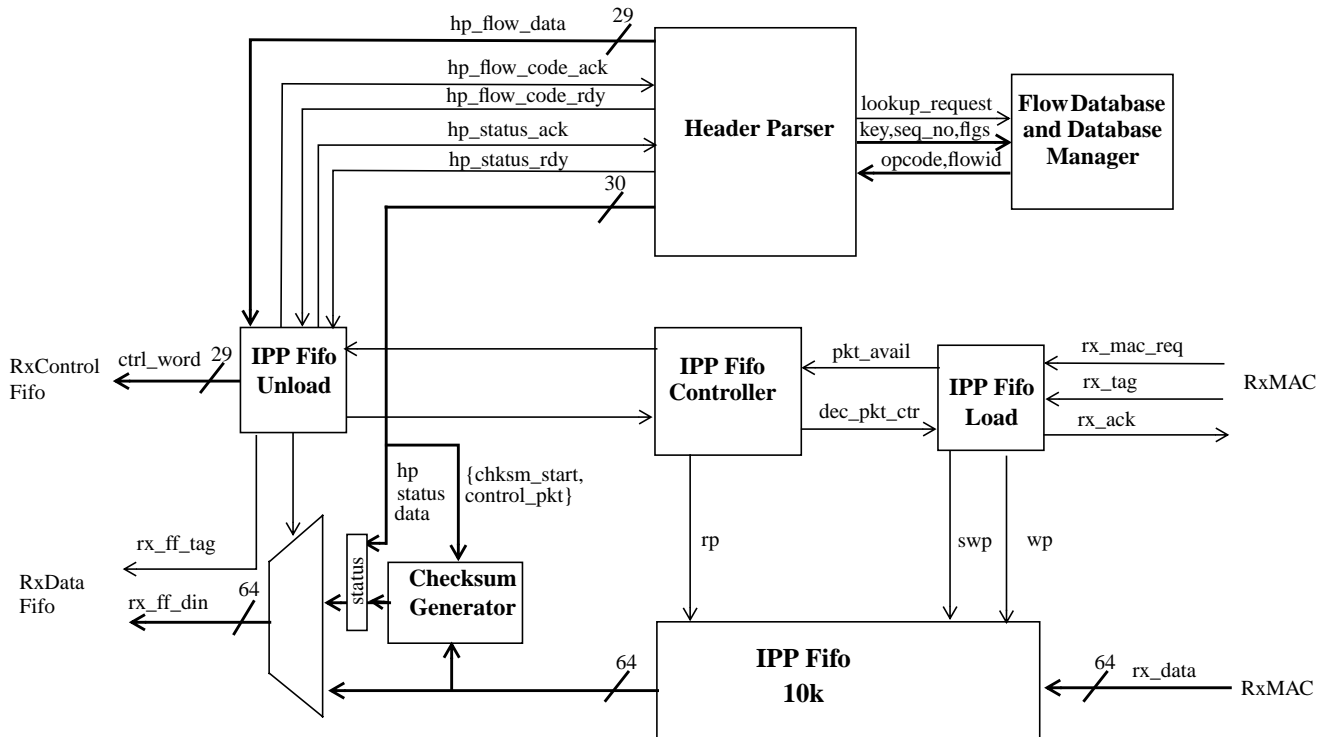 29
hp_flow_data
hp_flow_code_ack
hp_flow_code_rdy
hp_status_ack
hp_status_rdy
30
Header Parser
lookup_request
key,seq_no,flgs
opcode,flowid
Flow Database
and Database
Manager
RxControl
Fifo
ctrl_word
29
IPP Fifo
Unload
IPP Fifo
Controller
pkt_avail
dec_pkt_ctr
IPP Fifo
Load
rx_mac_req
rx_tag
rx_ack
RxMAC
hp
status
data
{chksm_start,
control_pkt}
rp
swp
wp
rx_ff_tag
RxData
Fifo
rx_ff_din
64
status
Checksum
Generator
64
IPP Fifo
10k
64
rx_data
RxMAC